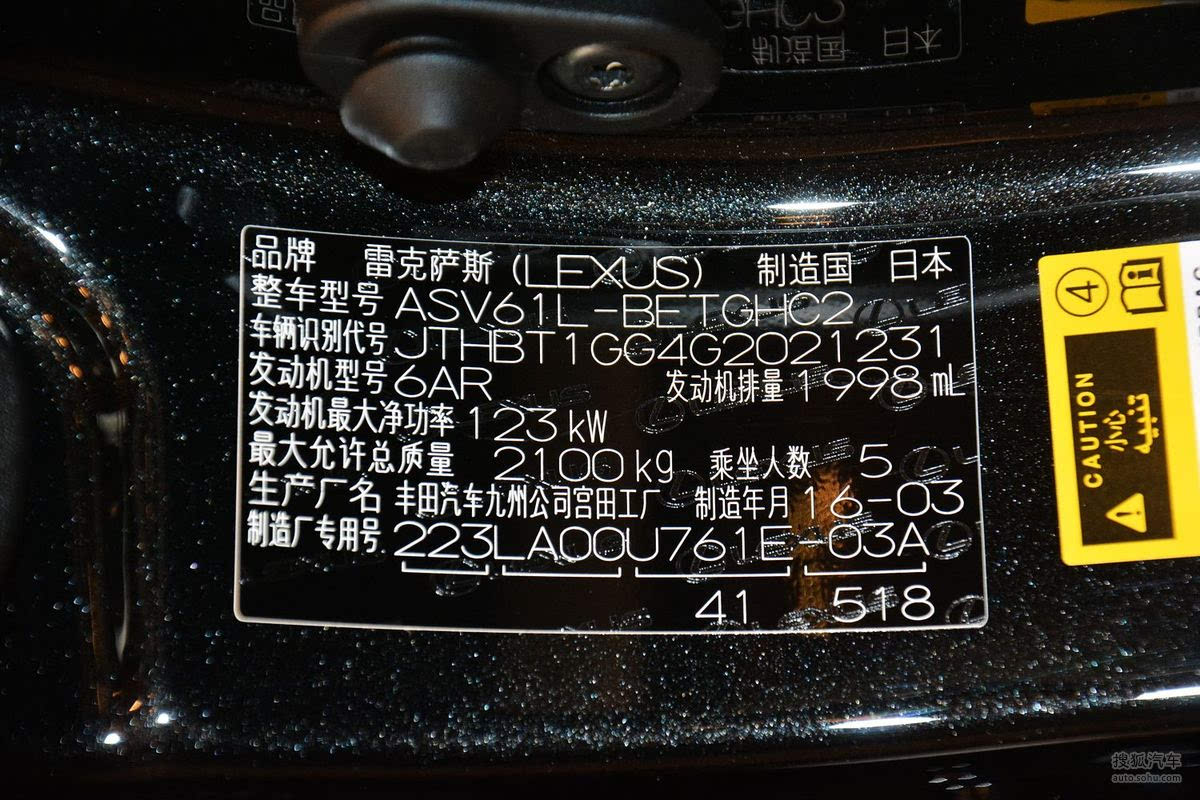 品牌 雷克萨斯 (LEXUS) 制造国 日本
整车型号 ASV61L-BETGHC2
车辆识别代号 JTHBT1GG4G2021231
发动机型号 6AR 发动机排量 1998 mL
发动机最大净功率 123 kW
最大允许总质量 2100 kg 乘坐人数 5
生产厂名 丰田汽车九州公司宫田工厂 制造年月 16-03
制造厂专用号 223LA00U761E-03A
41 518
4
CAUTION
小心
تنبيه
搜狐汽车
auto.sohu.com